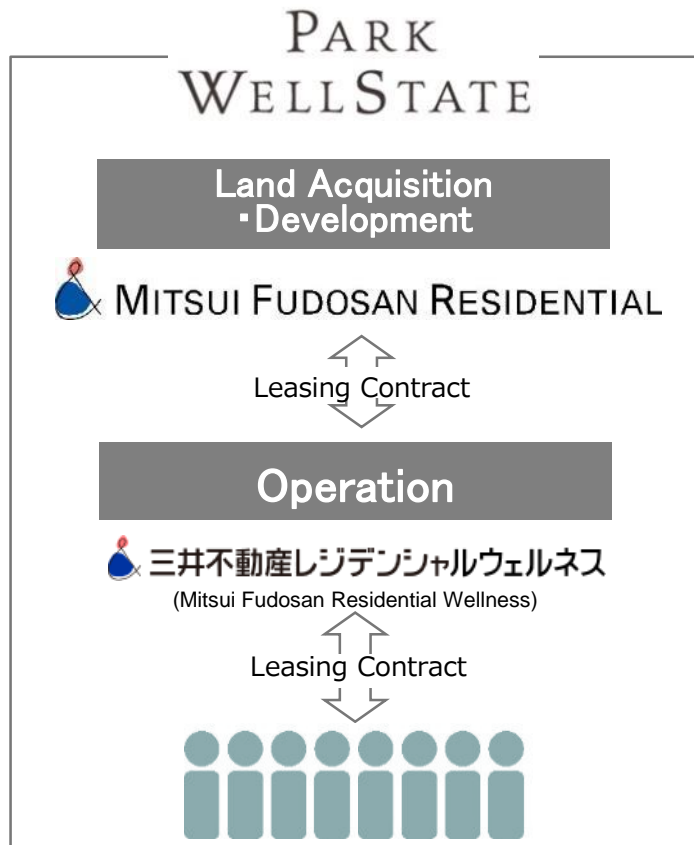 PARK
WELLSTATE
Land Acquisition
・Development
MITSUI FUDOSAN RESIDENTIAL
Leasing Contract
Operation
三井不動産レジデンシャルウェルネス
(Mitsui Fudosan Residential Wellness)
Leasing Contract